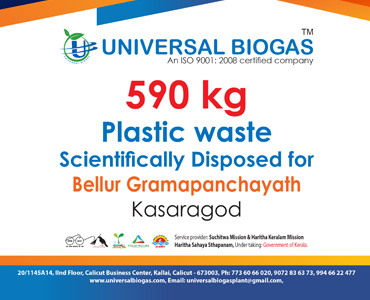 UNIVERSAL BIOGAS TM
An ISO 9001: 2008 certified company
590 kg
Plastic waste
Scientifically Disposed for
Bellur Gramapanchayath
Kasaragod
Service provider: Suchitwa Mission & Haritha Keralam Mission
Haritha Sahaya Sthapanam, Under taking: Government of Kerala.
20/1145A14, IInd Floor, Calicut Business Center, Kallai, Calicut - 673003, Ph: 773 60 66 020, 9072 83 63 73, 994 66 22 477
www.universalbiogas.com, Email: universalbiogasplant@gmail.com,